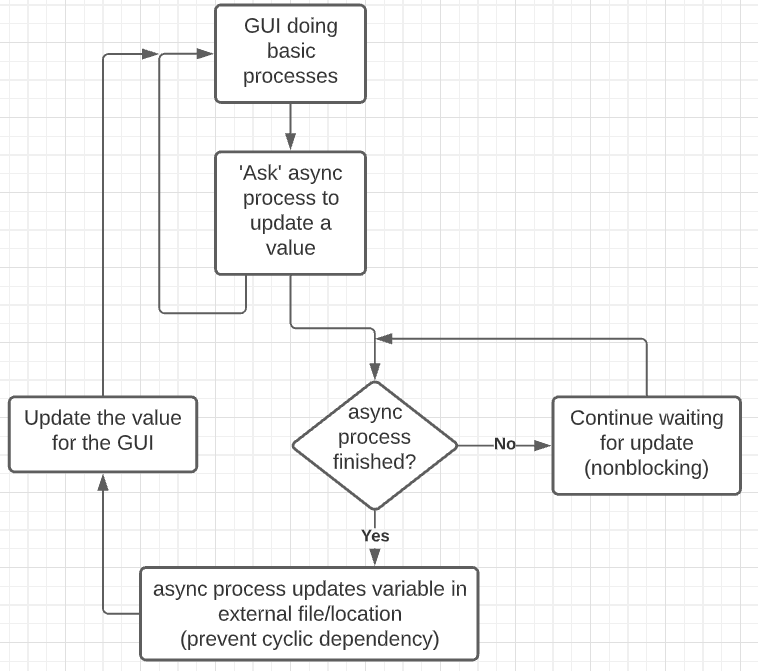 GUI doing
basic
processes
'Ask' async
process to
update a
value
Update the value
for the GUI
async
process
finished?
No
Continue waiting
for update
(nonblocking)
Yes
async process updates variable in
external file/location
(prevent cyclic dependency)